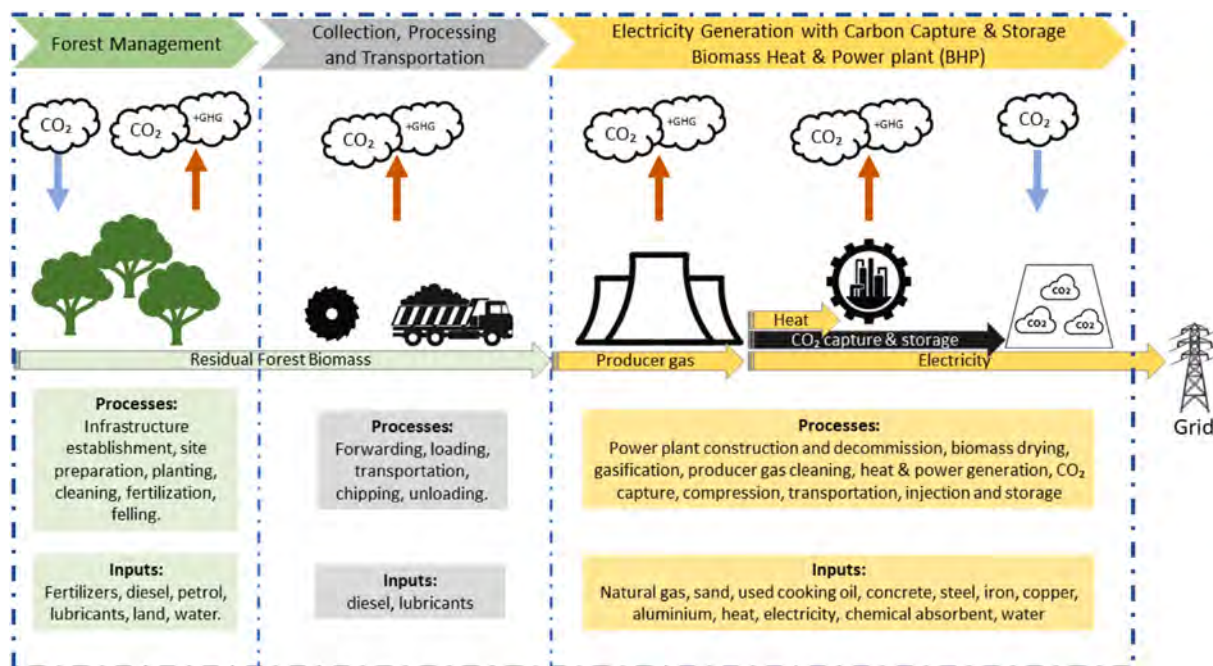 Forest Management
Collection, Processing
and Transportation
Electricity Generation with Carbon Capture & Storage
Biomass Heat & Power plant (BHP)
CO₂
CO₂
+GHG
CO₂
+GHG
CO₂
+GHG
CO₂
+GHG
CO₂
CO₂
CO₂
CO₂
Heat
CO₂ capture & storage
Residual Forest Biomass
Producer gas
Electricity
Grid
Processes:
Infrastructure
establishment, site
preparation, planting,
cleaning, fertilization,
felling.
Processes:
Forwarding, loading,
transportation,
chipping, unloading.
Processes:
Power plant construction and decommission, biomass drying,
gasification, producer gas cleaning, heat & power generation, CO₂
capture, compression, transportation, injection and storage
Inputs:
Fertilizers, diesel, petrol,
lubricants, land, water.
Inputs:
diesel, lubricants
Inputs:
Natural gas, sand, used cooking oil, concrete, steel, iron, copper,
aluminium, heat, electricity, chemical absorbent, water